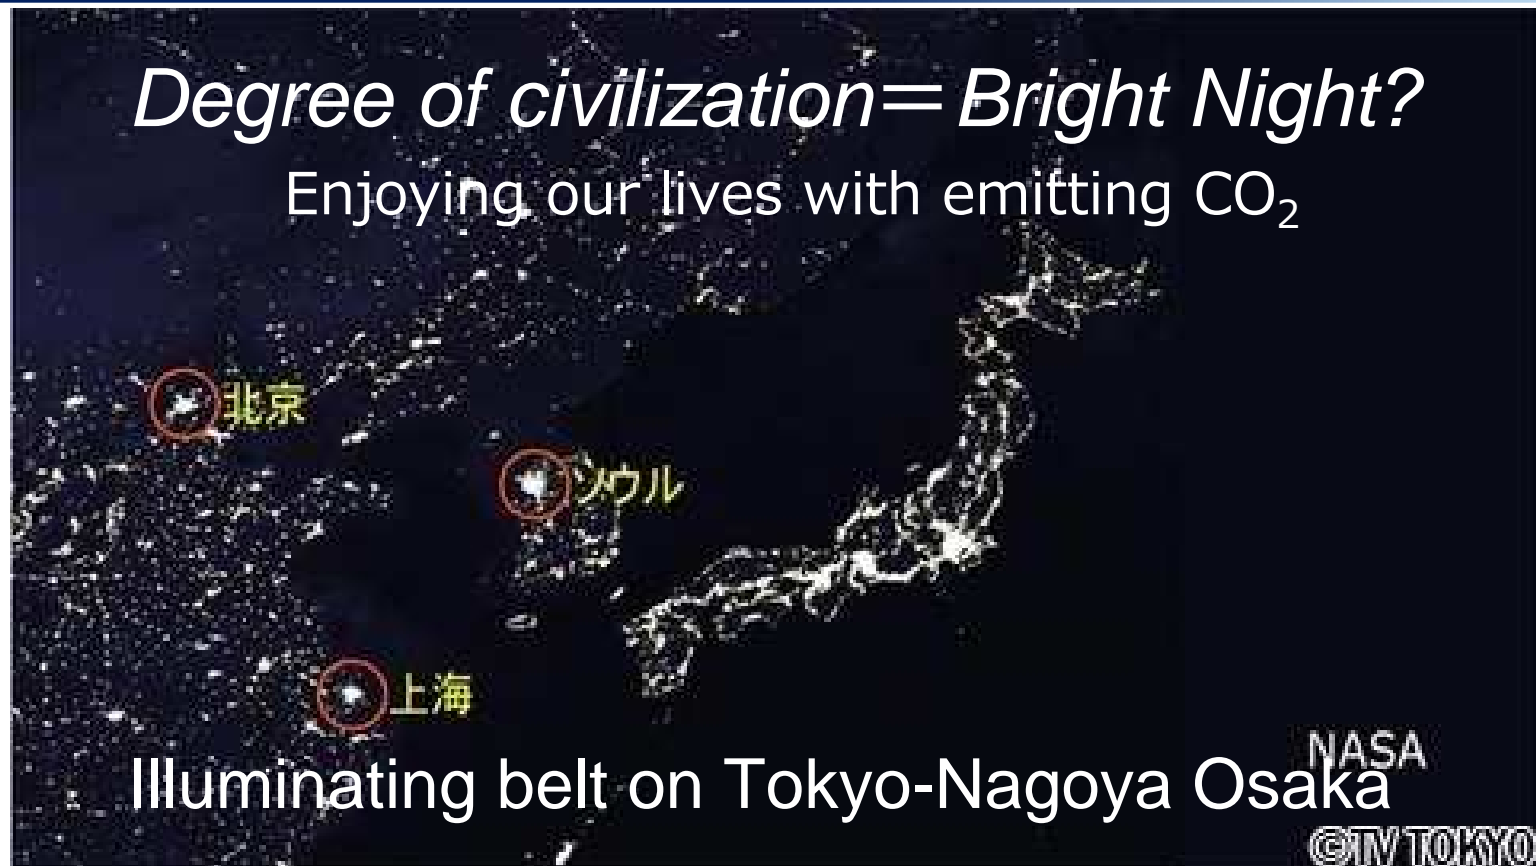 Degree of civilization＝Bright Night?
Enjoying our lives with emitting CO₂
北京
ソウル
上海
NASA
Illuminating belt on Tokyo-Nagoya Osaka
©TV TOKYO